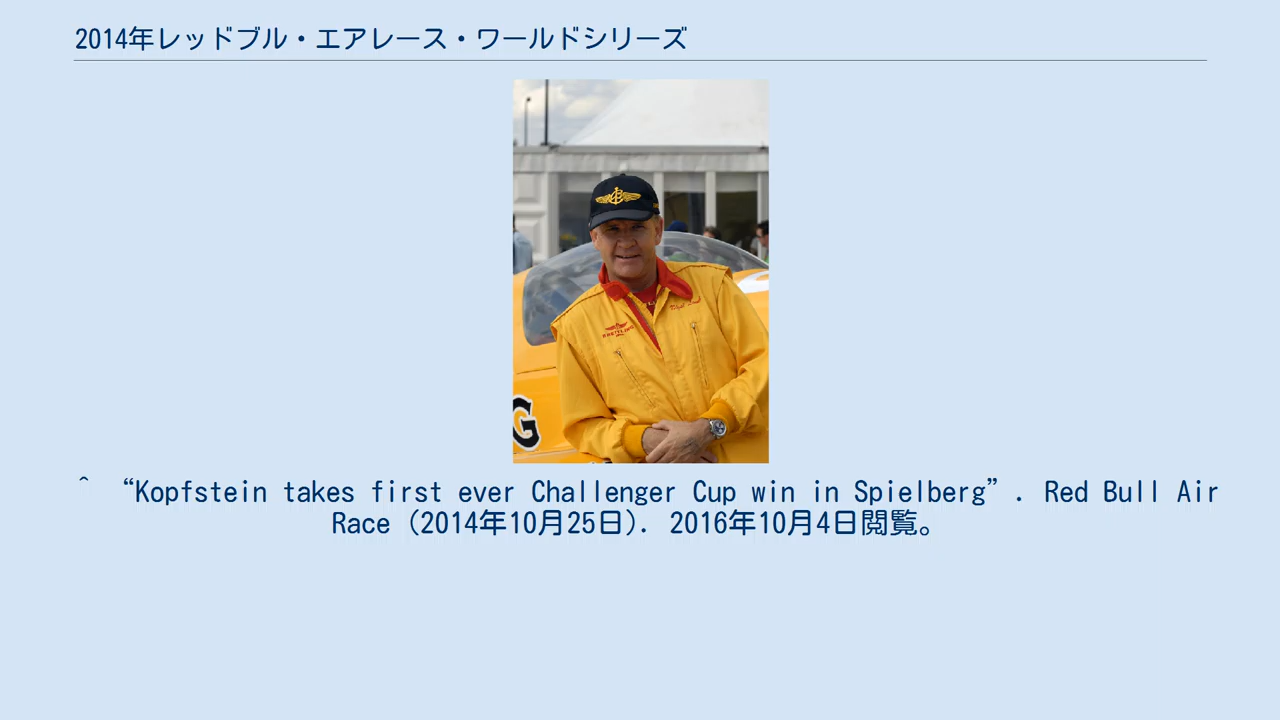 2014年レッドブル・エアレース・ワールドシリーズ
BREITLING
G
^ “Kopfstein takes first ever Challenger Cup win in Spielberg”. Red Bull Air
Race (2014年10月25日). 2016年10月4日閲覧。